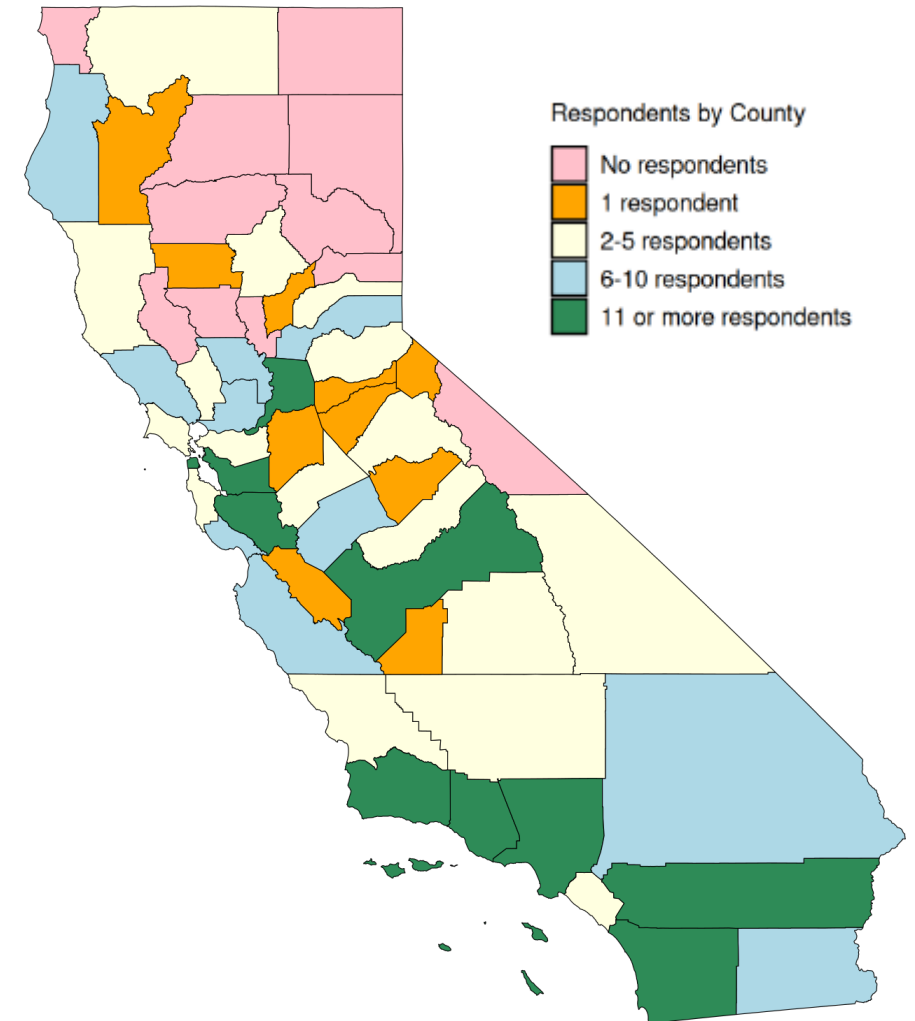 Respondents by County
No respondents
1 respondent
2-5 respondents
6-10 respondents
11 or more respondents